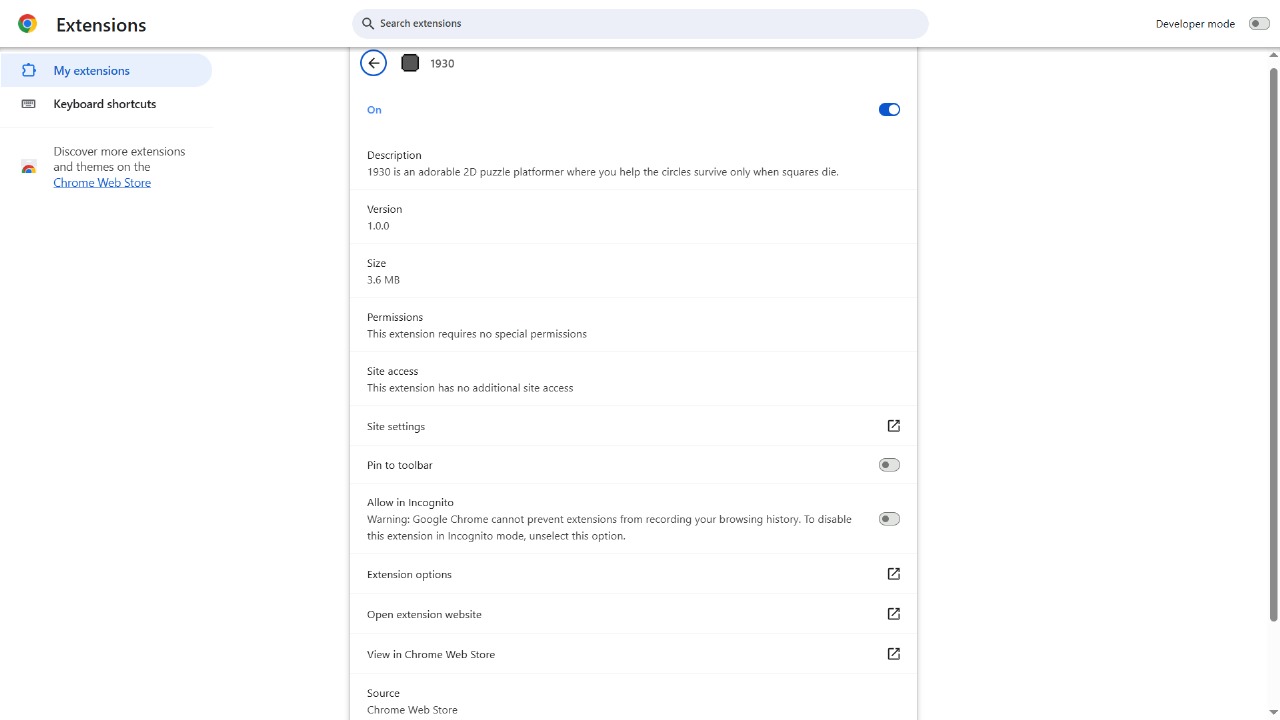 Extensions
Search extensions
Developer mode
My extensions
Keyboard shortcuts
Discover more extensions
and themes on the
Chrome Web Store
1930
On
Description
1930 is an adorable 2D puzzle platformer where you help the circles survive only when squares die.
Version
1.0.0
Size
3.6 MB
Permissions
This extension requires no special permissions
Site access
This extension has no additional site access
Site settings
Pin to toolbar
Allow in Incognito
Warning: Google Chrome cannot prevent extensions from recording your browsing history. To disable
this extension in Incognito mode, unselect this option.
Extension options
Open extension website
View in Chrome Web Store
Source
Chrome Web Store